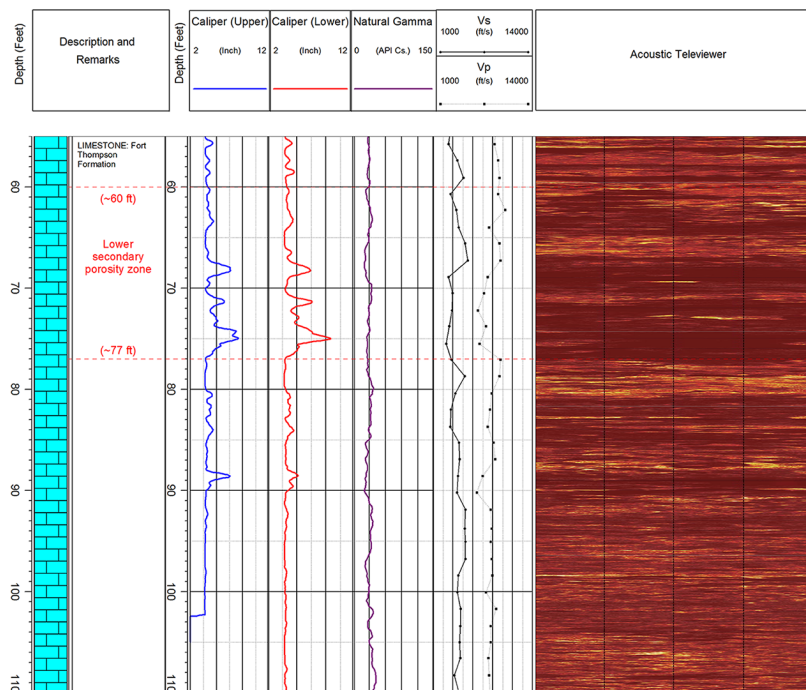 Depth (Feet)
Description and
Remarks
Depth (Feet)
Caliper (Upper)
2 (Inch) 12
Caliper (Lower)
2 (Inch) 12
Natural Gamma
0 (API Cs.) 150
Vs
1000 (ft/s) 14000
Vp
1000 (ft/s) 14000
Acoustic Televiewer
LIMESTONE: Fort
Thompson
Formation
60
(~60 ft)
60
Lower
secondary
porosity zone
70
70
(~77 ft)
80
80
90
90
100
100
110
110